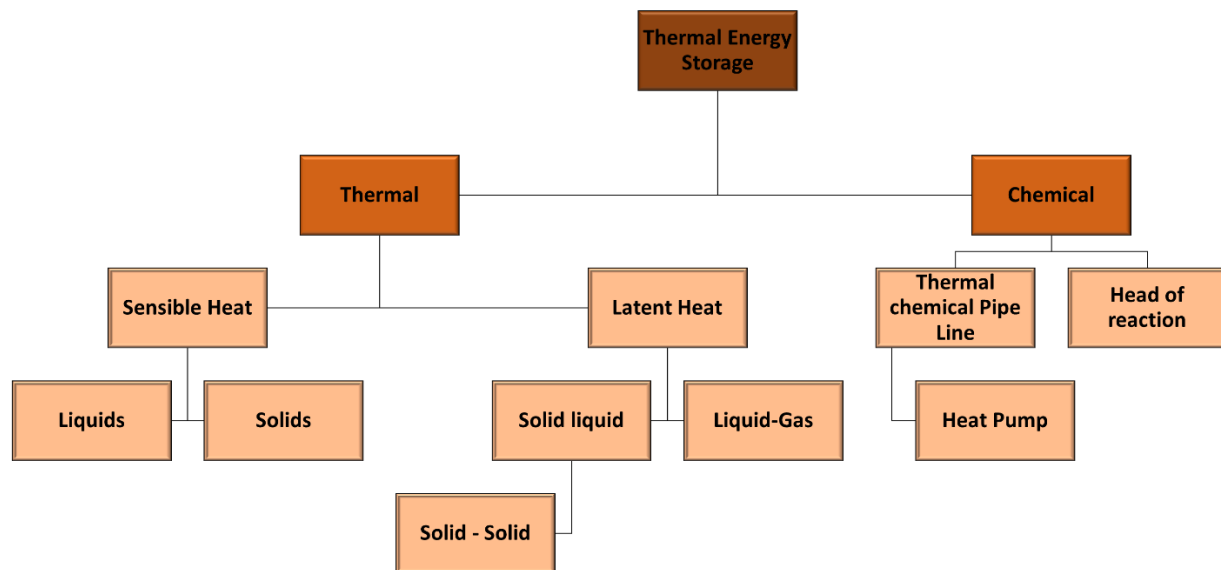 Thermal Energy
Storage
Thermal
Chemical
Sensible Heat
Latent Heat
Thermal
chemical Pipe
Line
Head of
reaction
Liquids
Solids
Solid liquid
Liquid-Gas
Heat Pump
Solid - Solid